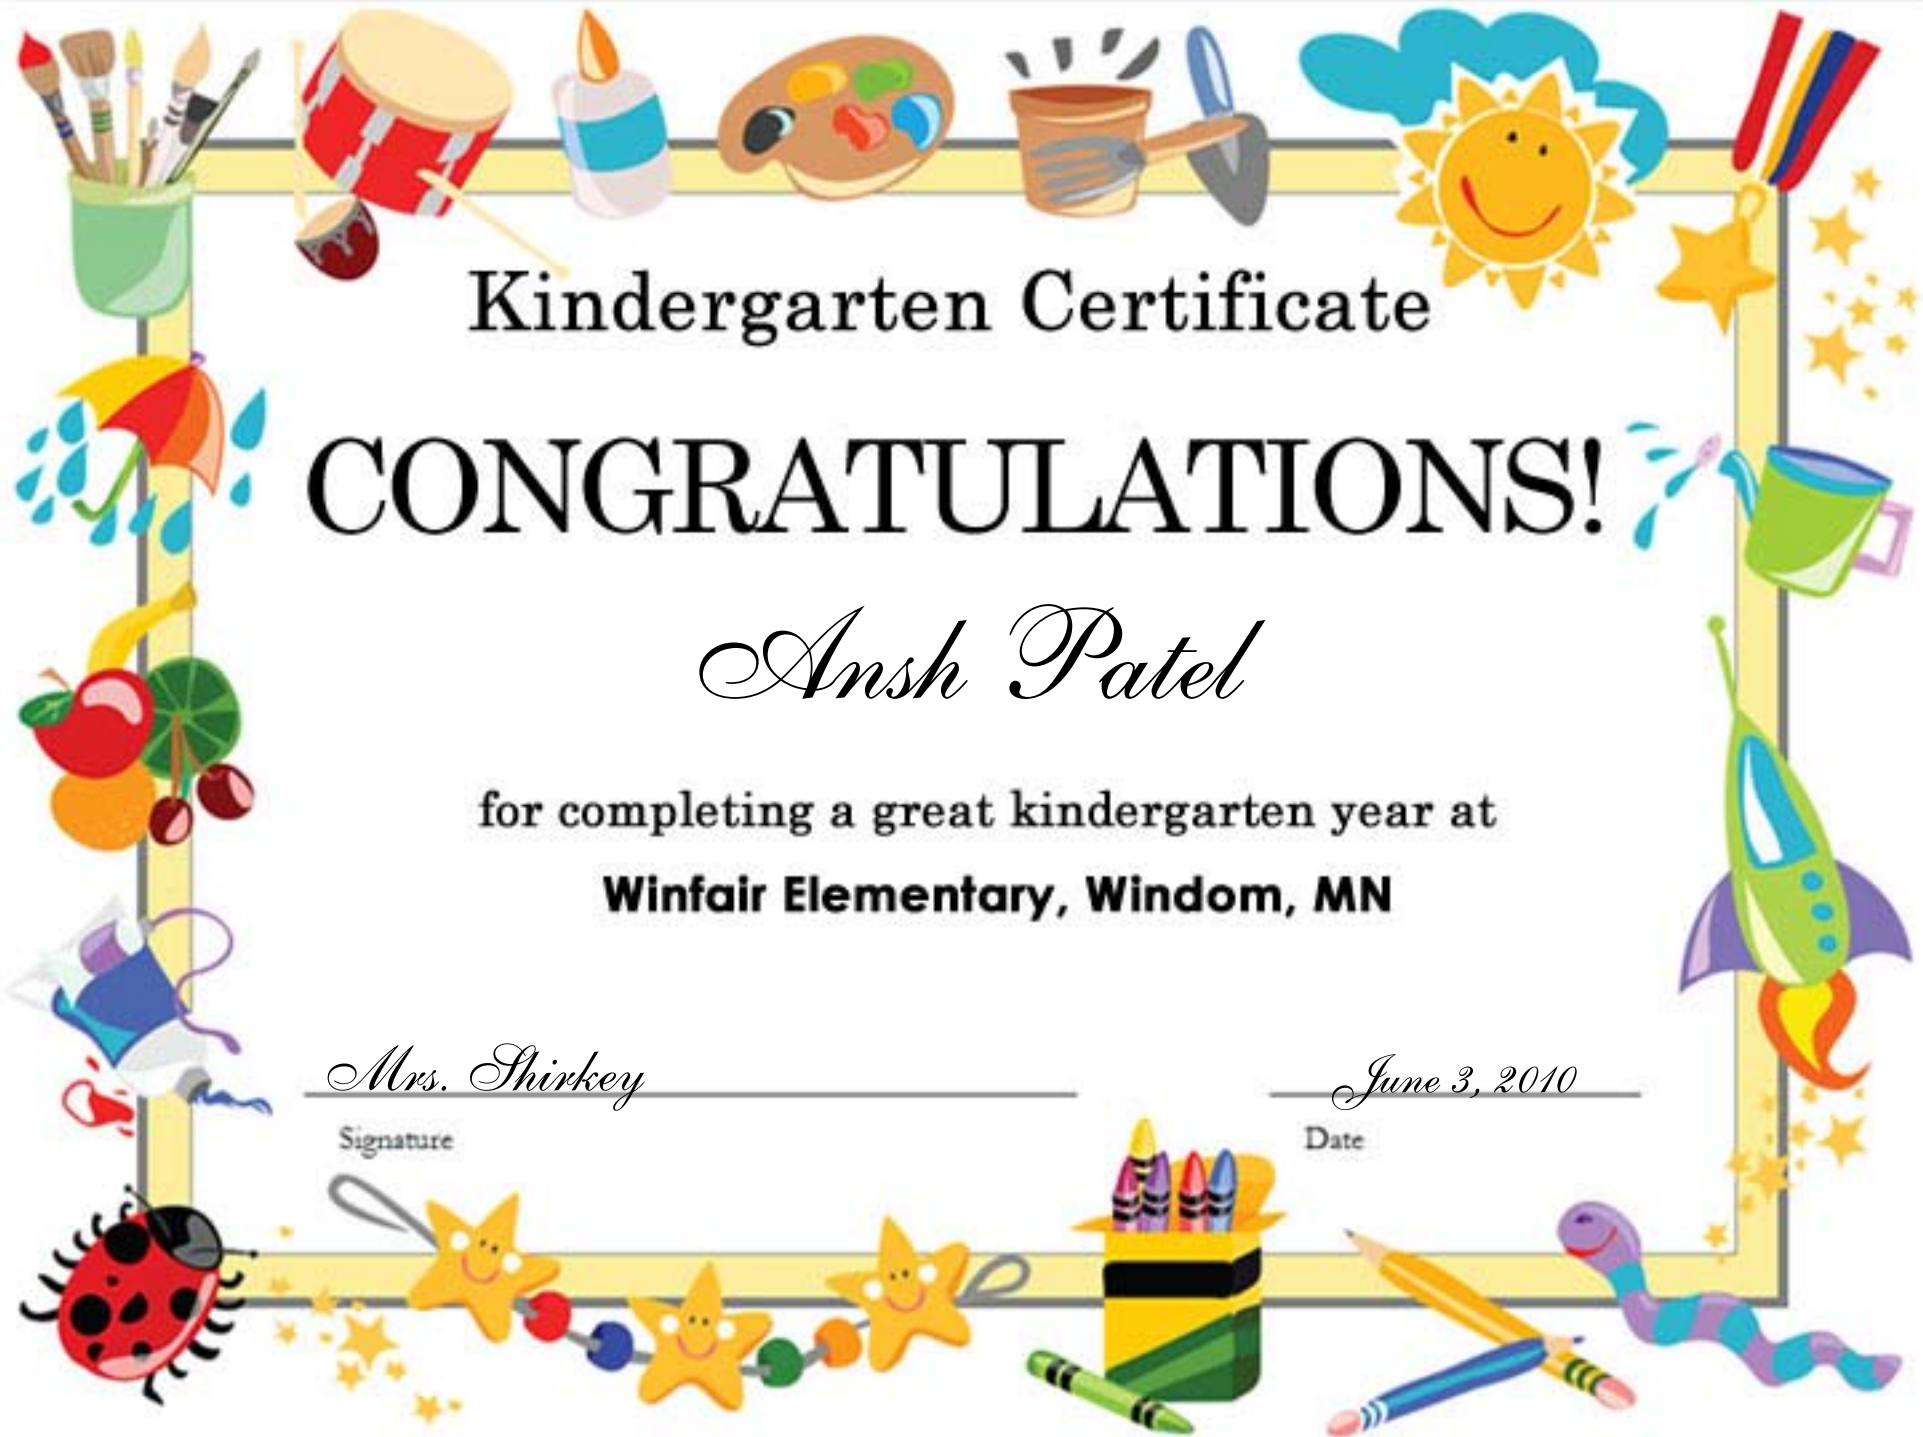 Kindergarten Certificate
CONGRATULATIONS!
Ansh Patel
for completing a great kindergarten year at
Winfair Elementary, Windom, MN
Mrs. Shirkey June 3, 2010
Signature Date